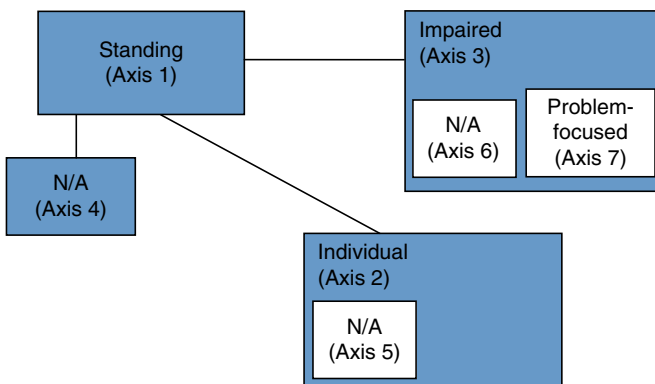 Standing
(Axis 1)
Impaired
(Axis 3)
N/A
(Axis 6)
Problem-
focused
(Axis 7)
N/A
(Axis 4)
Individual
(Axis 2)
N/A
(Axis 5)